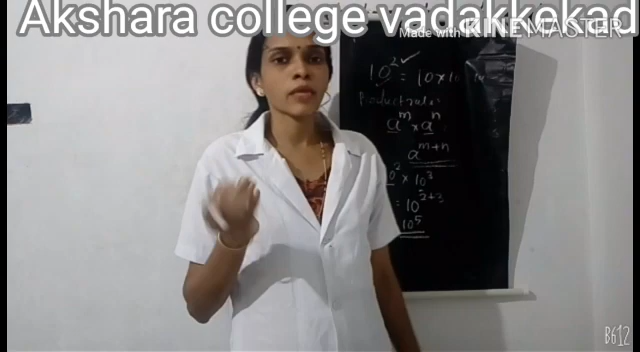 Akshara college vadakkekad
Made with KINEMASTER
10² = 10×10
Product rule
aᵐ × aⁿ
aᵐ⁺ⁿ
10² × 10³
= 10²⁺³
10⁵
B612